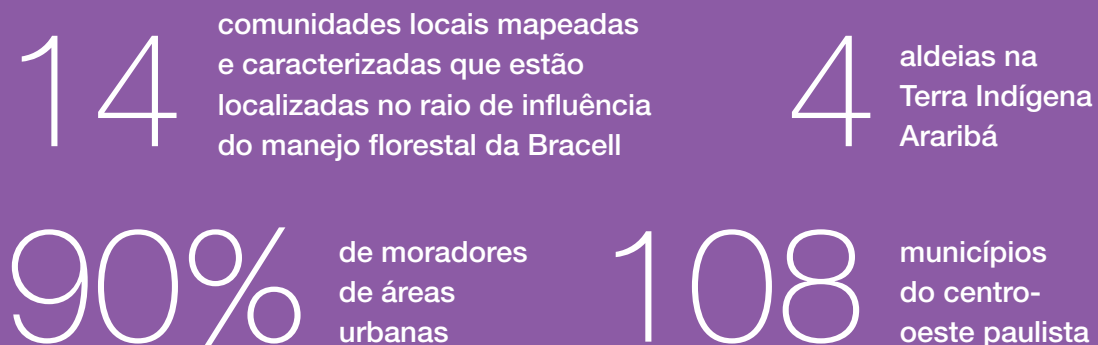 14
comunidades locais mapeadas
e caracterizadas que estão
localizadas no raio de influência
do manejo florestal da Bracell
4
aldeias na
Terra Indígena
Araribá
90%
de moradores
de áreas
urbanas
108
municípios
do centro-
oeste paulista